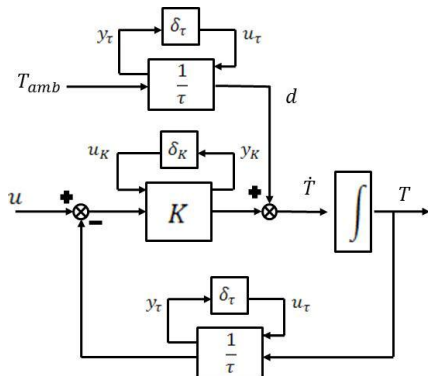 y_τ δ_τ u_τ
T_amb 1/τ d
u_K δ_K y_K
u + − K + Ṫ ∫ T
y_τ δ_τ u_τ
1/τ